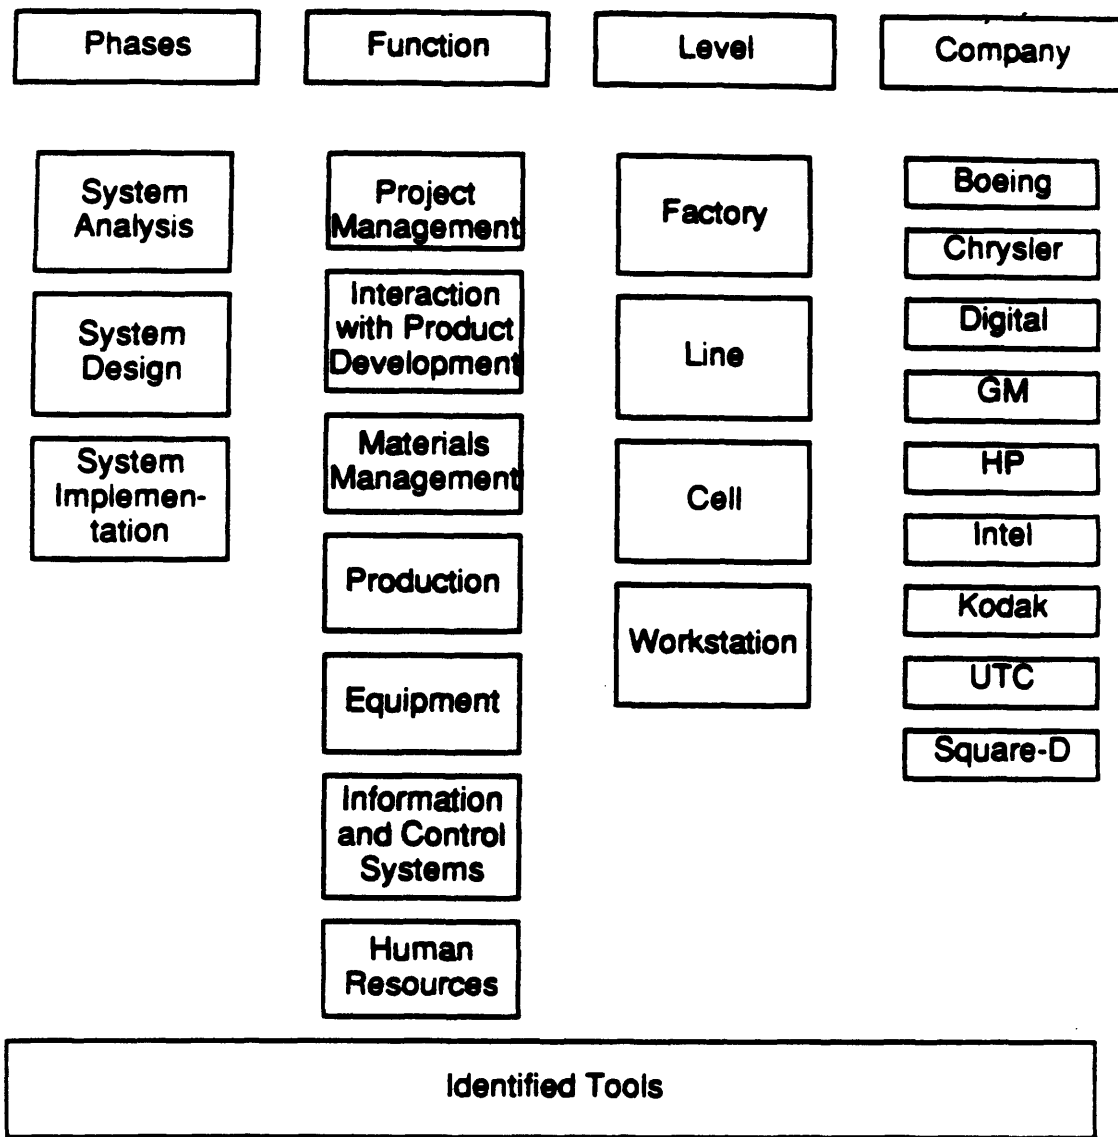 Phases
Function
Level
Company
System
Analysis
System
Design
System
Implemen-
tation
Project
Management
Interaction
with Product
Development
Materials
Management
Production
Equipment
Information
and Control
Systems
Human
Resources
Factory
Line
Cell
Workstation
Boeing
Chrysler
Digital
GM
HP
Intel
Kodak
UTC
Square-D
Identified Tools